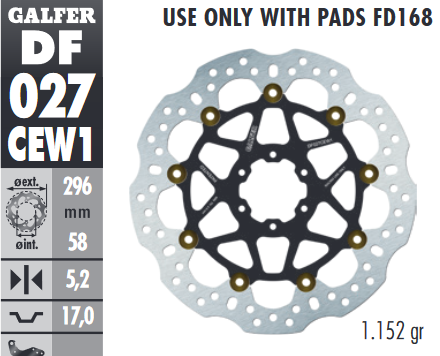 GALFER
DF
027
CEW1
USE ONLY WITH PADS FD168
øext.
296
mm
øint.
58
5,2
17,0
1.152 gr